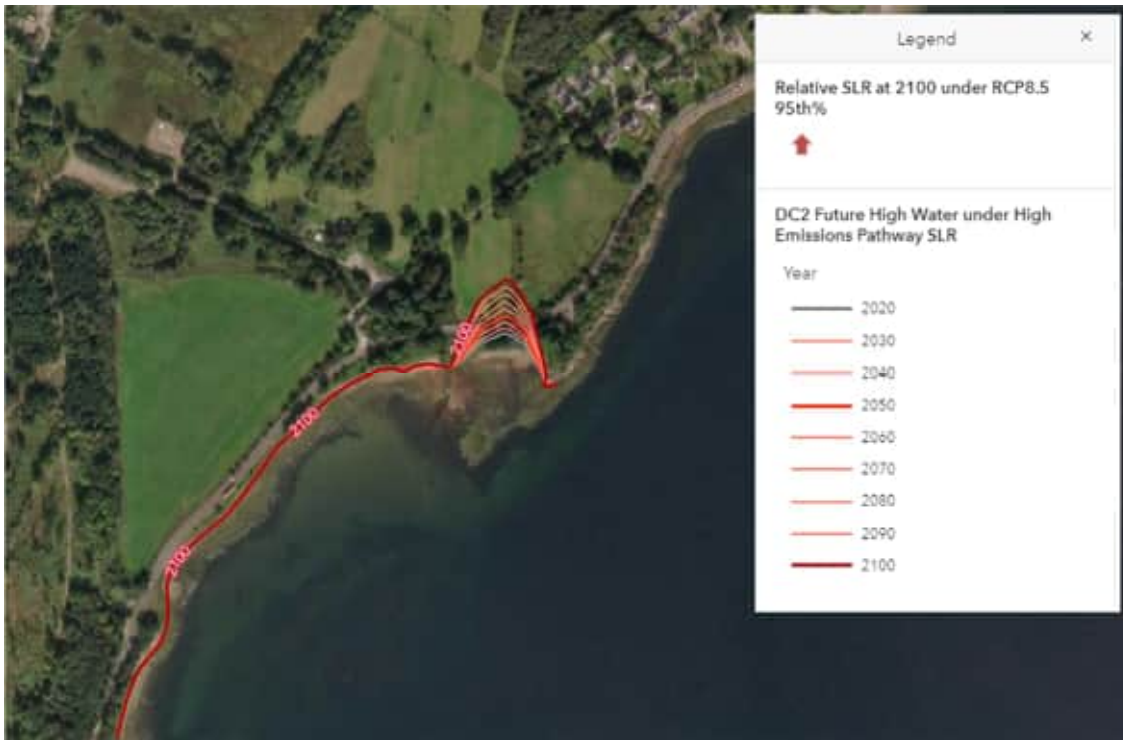 Legend
×
Relative SLR at 2100 under RCP8.5
95th%
DC2 Future High Water under High
Emissions Pathway SLR
Year
2020
2030
2040
2050
2060
2070
2080
2090
2100
2100
2100
2100